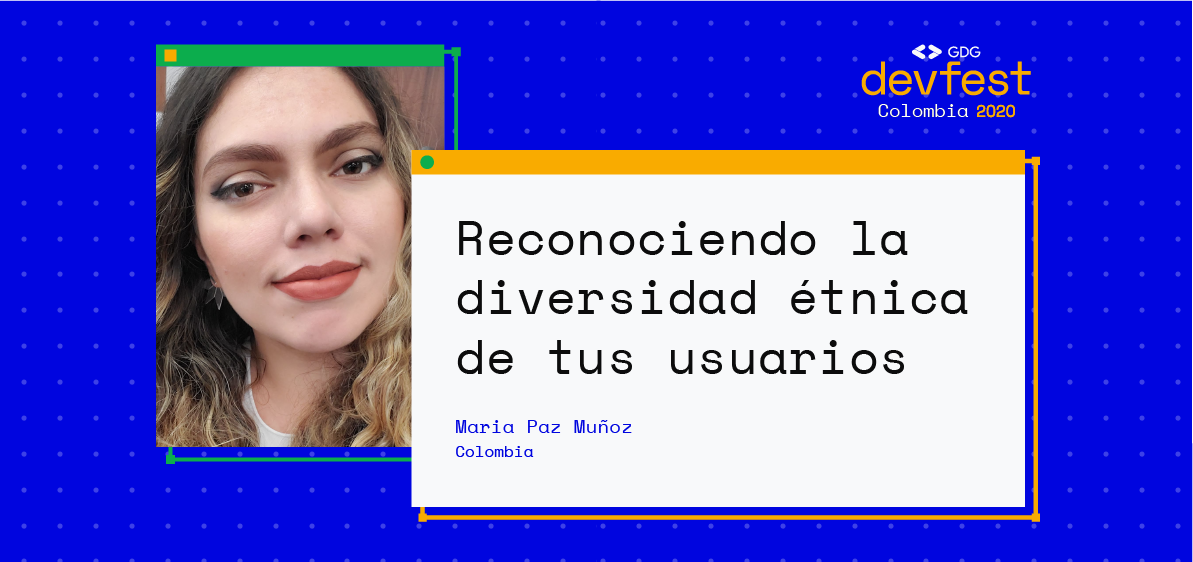 GDG
devfest
Colombia 2020
Reconociendo la
diversidad étnica
de tus usuarios
Maria Paz Muñoz
Colombia